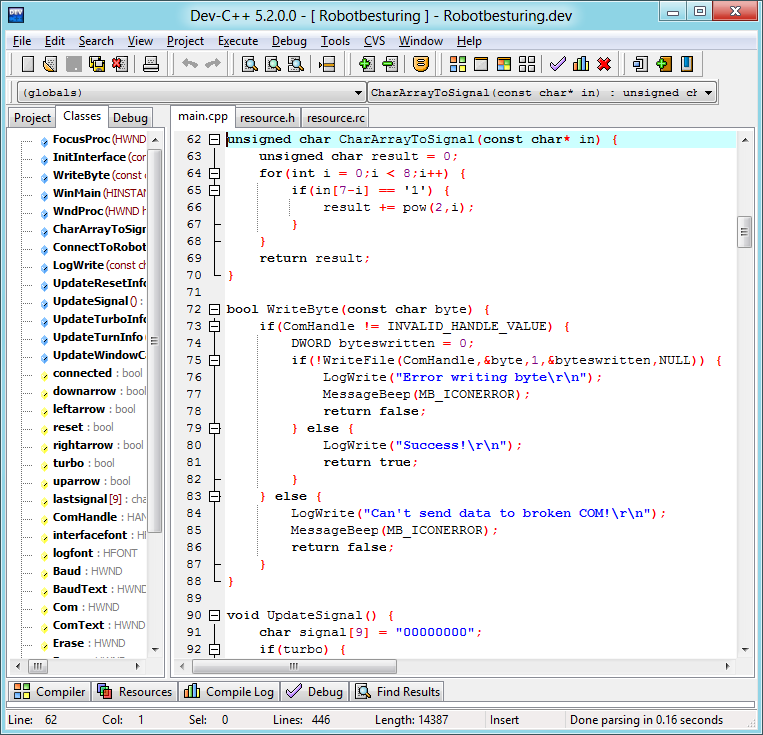 Dev-C++ 5.2.0.0 - [ Robotbesturing ] - Robotbesturing.dev
File Edit Search View Project Execute Debug Tools CVS Window Help
(globals) CharArrayToSignal(const char* in) : unsigned ch
Project Classes Debug
FocusProc (HWND
InitInterface (cor
WriteByte (const
WinMain (HINSTAN
WndProc (HWND h
CharArrayToSign
ConnectToRobot
LogWrite (const ch
UpdateResetInfo
UpdateSignal () :
UpdateTurboInfo
UpdateTurnInfo
UpdateWindowCa
connected : bool
downarrow : bool
leftarrow : bool
reset : bool
rightarrow : bool
turbo : bool
uparrow : bool
lastsignal [9] : cha
ComHandle : HAN
interfacefont : HF
logfont : HFONT
Baud : HWND
BaudText : HWND
Com : HWND
ComText : HWND
Erase : HWND
main.cpp resource.h resource.rc
62 unsigned char CharArrayToSignal(const char* in) {
63 unsigned char result = 0;
64 for(int i = 0;i < 8;i++) {
65 if(in[7-i] == '1') {
66 result += pow(2,i);
67 }
68 }
69 return result;
70 }
71
72 bool WriteByte(const char byte) {
73 if(ComHandle != INVALID_HANDLE_VALUE) {
74 DWORD byteswritten = 0;
75 if(!WriteFile(ComHandle,&byte,1,&byteswritten,NULL)) {
76 LogWrite("Error writing byte\r\n");
77 MessageBeep(MB_ICONERROR);
78 return false;
79 } else {
80 LogWrite("Success!\r\n");
81 return true;
82 }
83 } else {
84 LogWrite("Can't send data to broken COM!\r\n");
85 MessageBeep(MB_ICONERROR);
86 return false;
87 }
88 }
89
90 void UpdateSignal() {
91 char signal[9] = "00000000";
92 if(turbo) {
Compiler Resources Compile Log Debug Find Results
Line: 62 Col: 1 Sel: 0 Lines: 446 Length: 14387 Insert Done parsing in 0.16 seconds